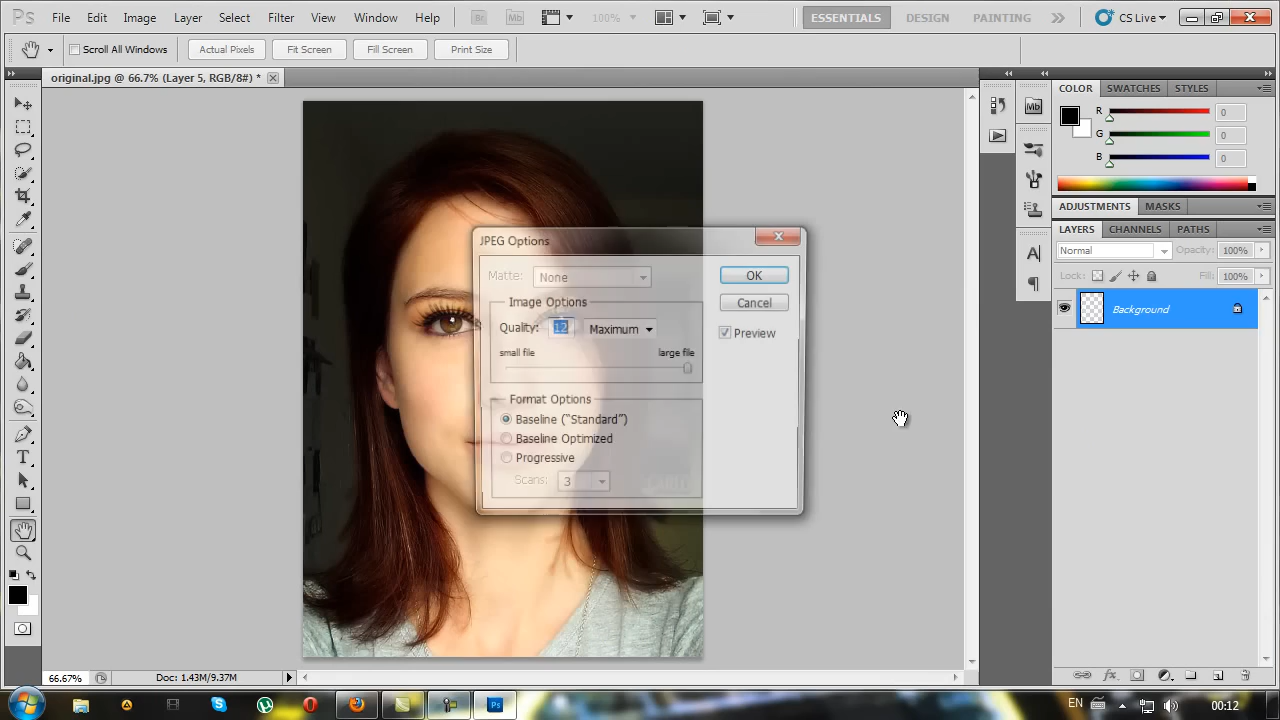 Ps File Edit Image Layer Select Filter View Window Help Br Mb 100% ESSENTIALS DESIGN PAINTING CS Live
Scroll All Windows Actual Pixels Fit Screen Fill Screen Print Size
original.jpg @ 66.7% (Layer 5, RGB/8#) *
COLOR SWATCHES STYLES
Mb
R 0
G 0
B 0
ADJUSTMENTS MASKS
LAYERS CHANNELS PATHS
Normal Opacity: 100%
Lock: Fill: 100%
Background
JPEG Options
Matte: None OK
Image Options Cancel
Quality: 12 Maximum Preview
small file large file
Format Options
Baseline ("Standard")
Baseline Optimized
Progressive
Scans: 3
66.67% Doc: 1.43M/9.37M
Ps EN 00:12